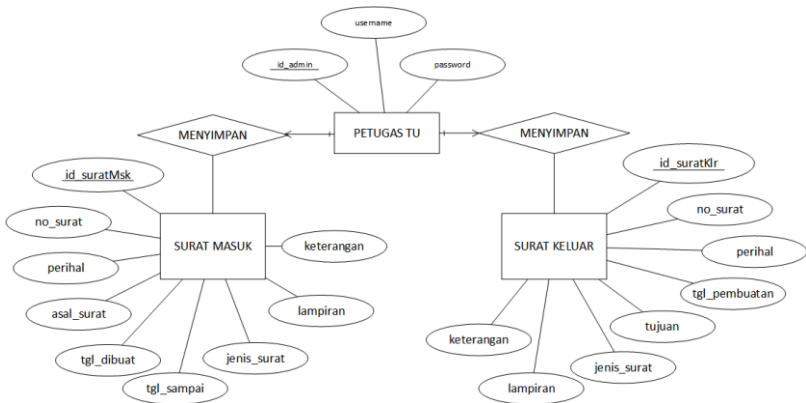 username
id_admin
password
MENYIMPAN
PETUGAS TU
MENYIMPAN
id_suratMsk
no_surat
perihal
asal_surat
tgl_dibuat
tgl_sampai
jenis_surat
lampiran
keterangan
SURAT MASUK
id_suratKlr
no_surat
perihal
tgl_pembuatan
tujuan
jenis_surat
lampiran
keterangan
SURAT KELUAR